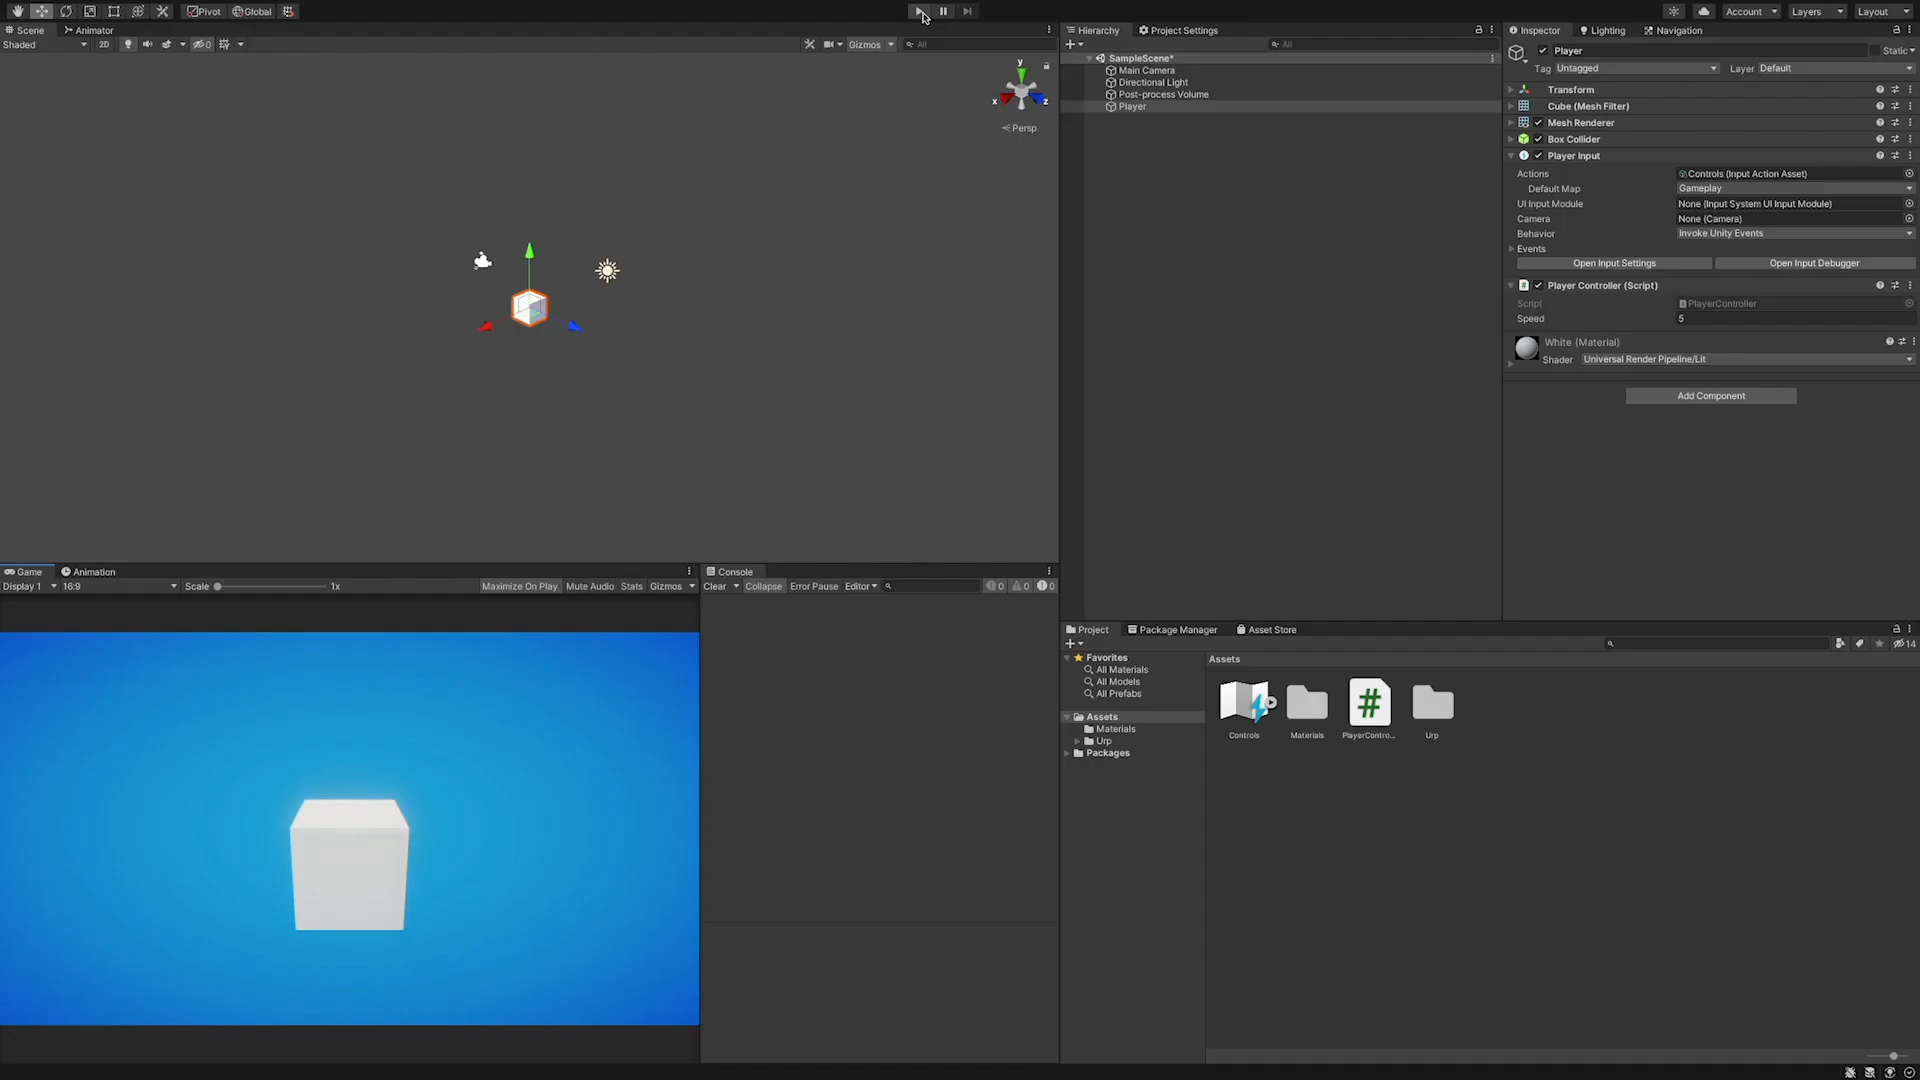 Pivot Global Account Layers Layout
Scene Animator
Shaded 2D 0 Gizmos All
y
x z
Persp
Hierarchy Project Settings
All
SampleScene*
Main Camera
Directional Light
Post-process Volume
Player
Inspector Lighting Navigation
Player Static
Tag Untagged Layer Default
Transform
Cube (Mesh Filter)
Mesh Renderer
Box Collider
Player Input
Actions Controls (Input Action Asset)
Default Map Gameplay
UI Input Module None (Input System UI Input Module)
Camera None (Camera)
Behavior Invoke Unity Events
Events
Open Input Settings Open Input Debugger
# Player Controller (Script)
Script PlayerController
Speed 5
White (Material)
Shader Universal Render Pipeline/Lit
Add Component
Game Animation
Display 1 16:9 Scale 1x Maximize On Play Mute Audio Stats Gizmos
Console
Clear Collapse Error Pause Editor 0 0 0
Project Package Manager Asset Store
14
Favorites
All Materials
All Models
All Prefabs
Assets
Materials
Urp
Packages
Assets
#
Controls Materials PlayerContro... Urp